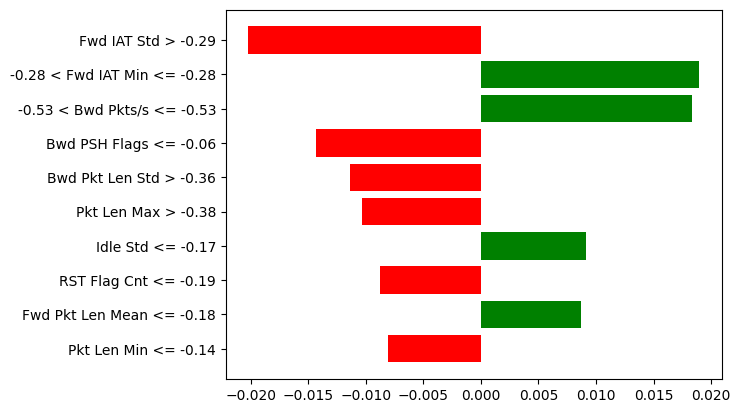 Fwd IAT Std > -0.29
-0.28 < Fwd IAT Min <= -0.28
-0.53 < Bwd Pkts/s <= -0.53
Bwd PSH Flags <= -0.06
Bwd Pkt Len Std > -0.36
Pkt Len Max > -0.38
Idle Std <= -0.17
RST Flag Cnt <= -0.19
Fwd Pkt Len Mean <= -0.18
Pkt Len Min <= -0.14
−0.020 −0.015 −0.010 −0.005 0.000 0.005 0.010 0.015 0.020